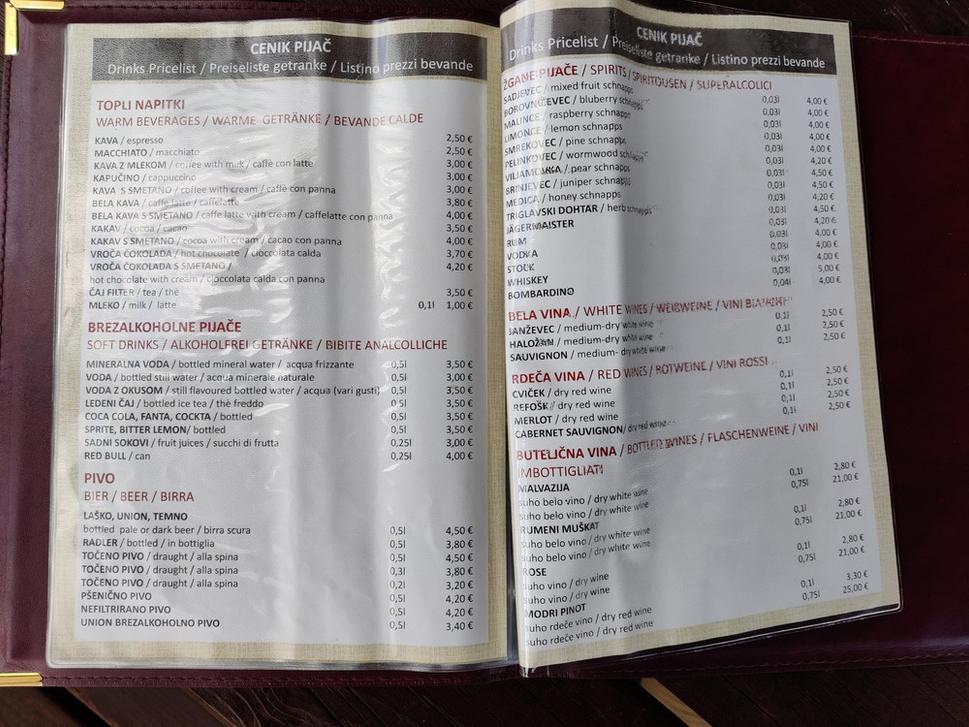 CENIK PIJAČ
Drinks Pricelist / Preiseliste getranke / Listino prezzi bevande
TOPLI NAPITKI
WARM BEVERAGES / WARME GETRÄNKE / BEVANDE CALDE
KAVA / espresso 2,50 €
MACCHIATO / macchiato 2,50 €
KAVA Z MLEKOM / coffee with milk / caffè con latte 3,00 €
KAPUČINO / cappuccino 3,00 €
KAVA S SMETANO / coffee with cream / caffè con panna 3,00 €
BELA KAVA / caffe latte / caffelatte 3,80 €
BELA KAVA S SMETANO / caffe latte with cream / caffelatte con panna 4,00 €
KAKAV / cocoa / cacao 3,50 €
KAKAV S SMETANO / cocoa with cream / cacao con panna 4,00 €
VROČA ČOKOLADA / hot chocolate / cioccolata calda 3,70 €
VROČA ČOKOLADA S SMETANO / 4,20 €
hot chocolate with cream / cioccolata calda con panna
ČAJ FILTER / tea / thè 3,50 €
MLEKO / milk / latte 0,1l 1,00 €
BREZALKOHOLNE PIJAČE
SOFT DRINKS / ALKOHOLFREI GETRÄNKE / BIBITE ANALCOLLICHE
MINERALNA VODA / bottled mineral water / acqua frizzante 0,5l 3,50 €
VODA / bottled still water / acqua minerale naturale 0,5l 3,00 €
VODA Z OKUSOM / still flavoured bottled water / acqua (vari gusti) 0,5l 3,50 €
LEDENI ČAJ / bottled ice tea / thè freddo 0,5l 3,50 €
COCA COLA, FANTA, COCKTA / bottled 0,5l 3,50 €
SPRITE, BITTER LEMON/ bottled 0,5l 3,50 €
SADNI SOKOVI / fruit juices / succhi di frutta 0,25l 3,00 €
RED BULL / can 4,00 €
PIVO
BIER / BEER / BIRRA
LAŠKO, UNION, TEMNO
bottled pale or dark beer / birra scura 0,5l 4,50 €
RADLER / bottled / in bottiglia 0,5l 3,80 €
TOČENO PIVO / draught / alla spina 0,5l 4,50 €
TOČENO PIVO / draught / alla spina 0,3l 3,80 €
TOČENO PIVO / draught / alla spina 0,2l 3,20 €
PŠENIČNO PIVO 0,5l 4,20 €
NEFILTRIRANO PIVO 0,5l 4,20 €
UNION BREZALKOHOLNO PIVO 0,5l 3,40 €
CENIK PIJAČ
Drinks Pricelist / Preiseliste getranke / Listino prezzi bevande
ŽGANE PIJAČE / SPIRITS / SPIRITOUSEN / SUPERALCOLICI
SADJEVEC / mixed fruit schnapps 0,03l 4,00 €
BOROVNIČEVEC / bluberry schnapps 0,03l 4,00 €
MALINCE / raspberry schnapps 0,03l 4,00 €
LIMONCE / lemon schnapps 0,03l 4,00 €
SMREKOVEC / pine schnapps 0,03l 4,00 €
PELINKOVEC / wormwood schnapps 0,03l 4,20 €
VILJAMOVKA / pear schnapps 0,03l 4,50 €
BRINJEVEC / juniper schnapps 0,03l 4,50 €
MEDICA / honey schnapps 0,03l 4,20 €
TRIGLAVSKI DOHTAR / herb schnapps 0,03l 4,50 €
JÄGERMAISTER 0,03l 4,20 €
RUM 0,03l 4,00 €
VODKA 0,03l 4,00 €
STOCK 0,03l 4,00 €
WHISKEY 0,03l 5,00 €
BOMBARDINO 0,04l 4,00 €
BELA VINA / WHITE WINES / WEIßWEINE / VINI BIANCHI
JANŽEVEC / medium-dry white wine 0,1l 2,50 €
HALOŽAN / medium-dry white wine 0,1l 2,50 €
SAUVIGNON / medium- dry white wine 0,1l 2,50 €
RDEČA VINA / RED WINES / ROTWEINE / VINI ROSSI
CVIČEK / dry red wine 0,1l 2,50 €
REFOŠK / dry red wine 0,1l 2,50 €
MERLOT / dry red wine 0,1l 2,50 €
CABERNET SAUVIGNON/ dry red wine 0,1l 2,50 €
BUTELIČNA VINA / BOTTLED WINES / FLASCHENWEINE / VINI
IMBOTTIGLIATI
MALVAZIJA
suho belo vino / dry white wine 0,1l 2,80 €
suho belo vino / dry white wine 0,75l 21,00 €
RUMENI MUŠKAT
suho belo vino / dry white wine 0,1l 2,80 €
suho belo vino / dry white wine 0,75l 21,00 €
ROSE
suho vino / dry wine 0,1l 2,80 €
suho vino / dry wine 0,75l 21,00 €
MODRI PINOT
suho rdeče vino / dry red wine 0,1l 3,30 €
suho rdeče vino / dry red wine 0,75l 25,00 €